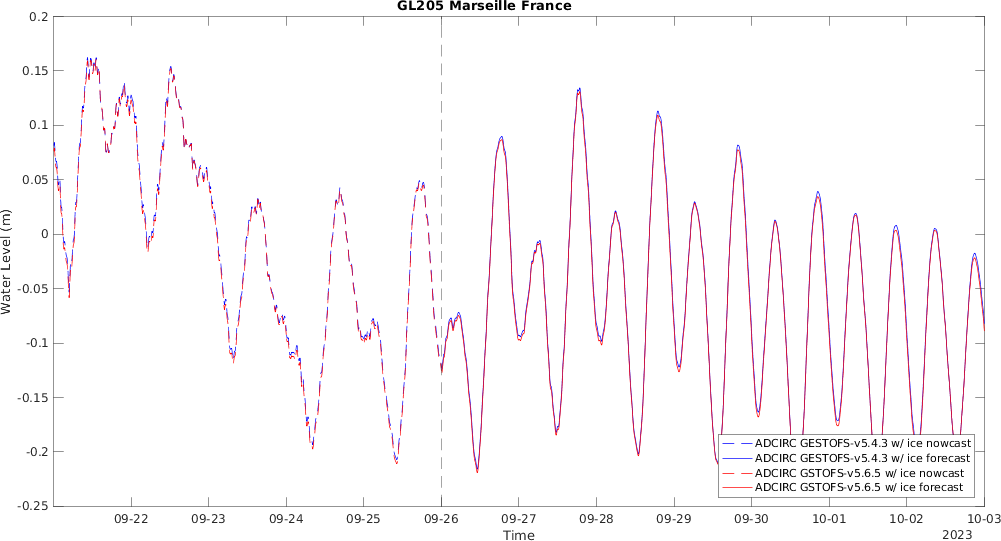 GL205 Marseille France
0.2
0.15
0.1
0.05
0
-0.05
-0.1
-0.15
-0.2
-0.25
Water Level (m)
ADCIRC GESTOFS-v5.4.3 w/ ice nowcast
ADCIRC GESTOFS-v5.4.3 w/ ice forecast
ADCIRC GSTOFS-v5.6.5 w/ ice nowcast
ADCIRC GSTOFS-v5.6.5 w/ ice forecast
09-22 09-23 09-24 09-25 09-26 09-27 09-28 09-29 09-30 10-01 10-02 10-03
Time
2023